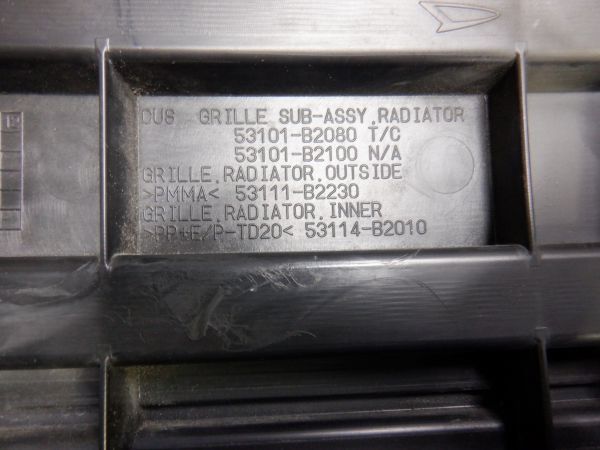 CUS GRILLE SUB-ASSY,RADIATOR
53101-B2080 T/C
53101-B2100 N/A
GRILLE,RADIATOR,OUTSIDE
>PMMA< 53111-B2230
GRILLE,RADIATOR,INNER
>PP+E/P-TD20< 53114-B2010